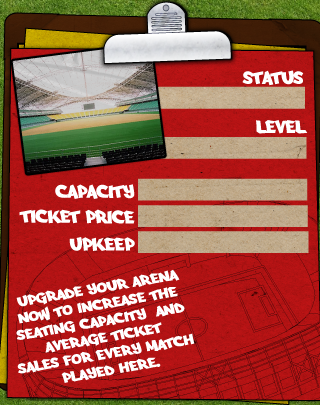 STATUS
LEVEL
CAPACITY
TICKET PRICE
UPKEEP
UPGRADE YOUR ARENA
NOW TO INCREASE THE
SEATING CAPACITY AND
AVERAGE TICKET
SALES FOR EVERY MATCH
PLAYED HERE.